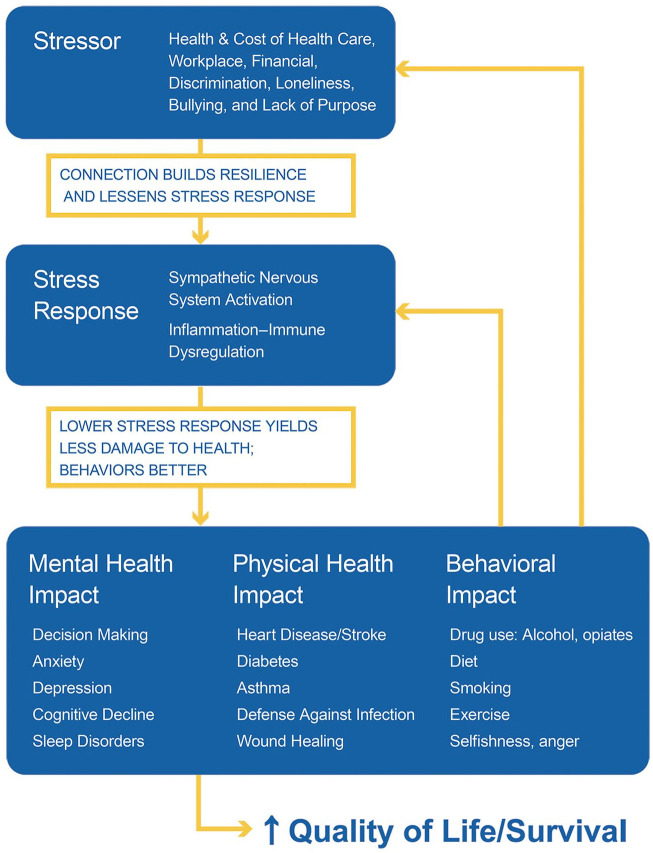 Stressor
Health & Cost of Health Care,
Workplace, Financial,
Discrimination, Loneliness,
Bullying, and Lack of Purpose
CONNECTION BUILDS RESILIENCE
AND LESSENS STRESS RESPONSE
Stress
Response
Sympathetic Nervous
System Activation
Inflammation–Immune
Dysregulation
LOWER STRESS RESPONSE YIELDS
LESS DAMAGE TO HEALTH;
BEHAVIORS BETTER
Mental Health
Impact
Decision Making
Anxiety
Depression
Cognitive Decline
Sleep Disorders
Physical Health
Impact
Heart Disease/Stroke
Diabetes
Asthma
Defense Against Infection
Wound Healing
Behavioral
Impact
Drug use: Alcohol, opiates
Diet
Smoking
Exercise
Selfishness, anger
↑ Quality of Life/Survival